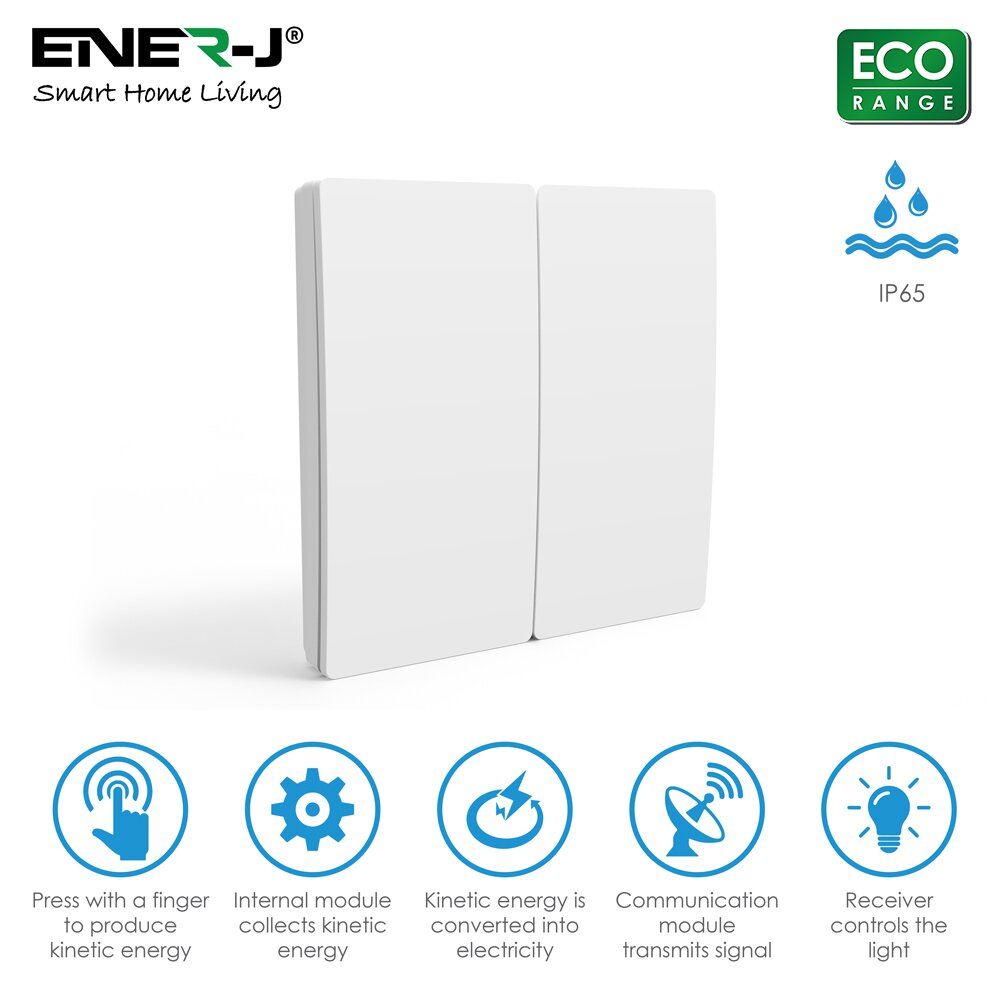 ENER-J®
Smart Home Living
ECO
RANGE
IP65
Press with a finger
to produce
kinetic energy
Internal module
collects kinetic
energy
Kinetic energy is
converted into
electricity
Communication
module
transmits signal
Receiver
controls the
light